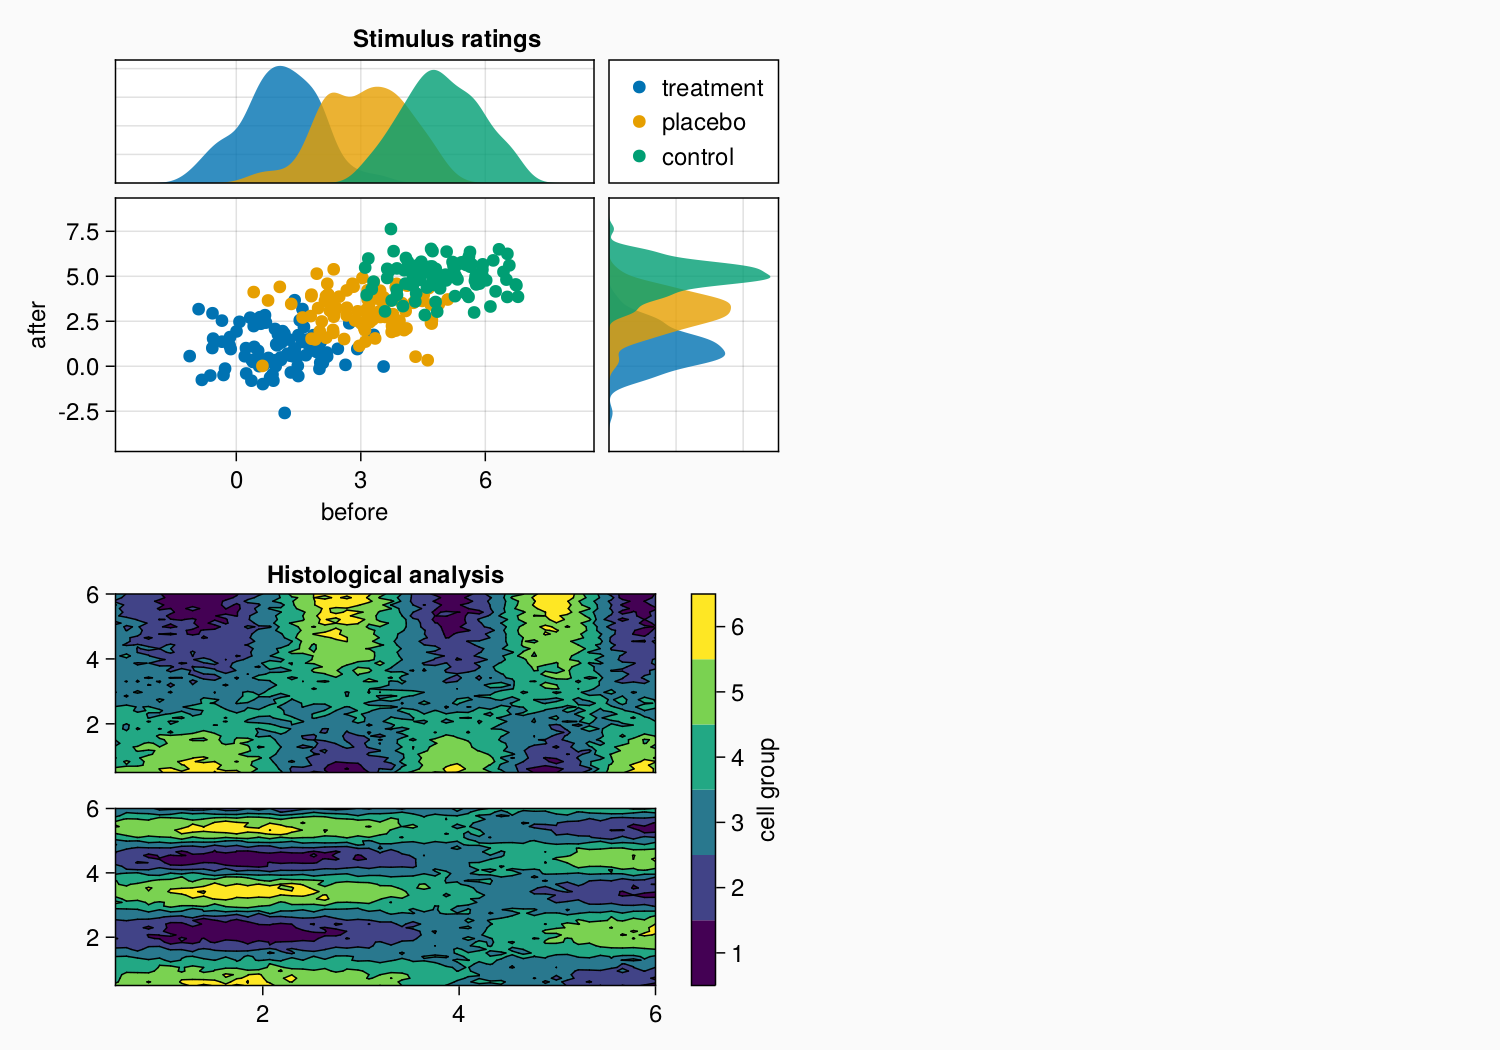 Stimulus ratings
treatment
placebo
control
7.5
5.0
2.5
0.0
-2.5
after
0 3 6
before
Histological analysis
6
4
2
6
4
2
2 4 6
6
5
4
3
2
1
cell group